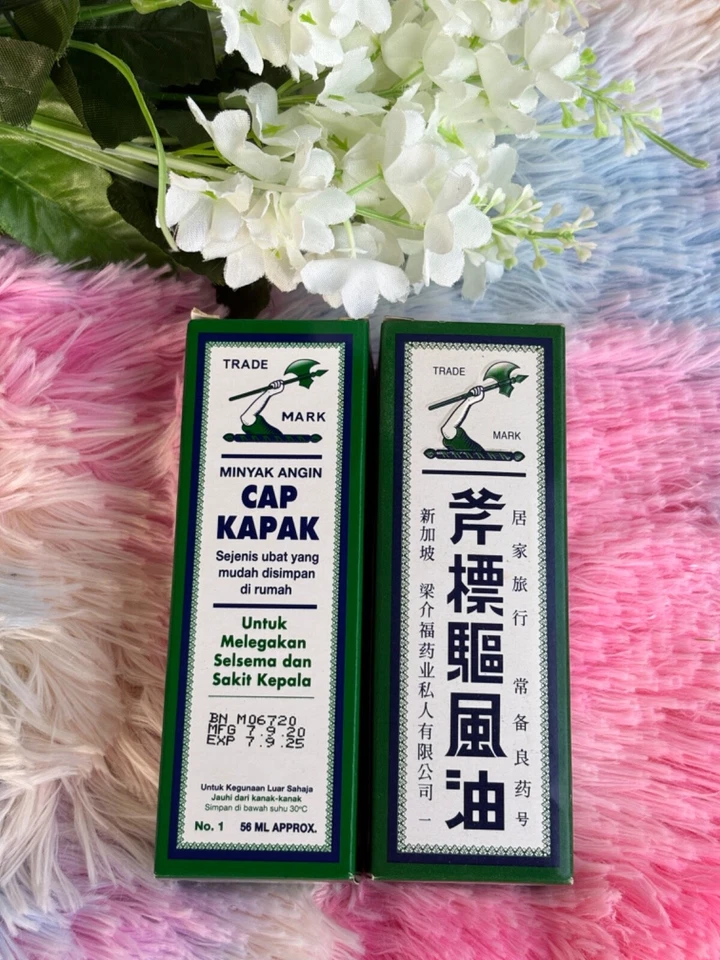 TRADE
MARK
MINYAK ANGIN
CAP
KAPAK
Sejenis ubat yang
mudah disimpan
di rumah
Untuk
Melegakan
Selsema dan
Sakit Kepala
BN M06720
MFG 7.9.20
EXP 7.9.25
Untuk Kegunaan Luar Sahaja
Jauhi dari kanak-kanak
Simpan di bawah suhu 30°C
No. 1 56 ML APPROX.
TRADE
MARK
居家旅行 常备良药号
斧標驅風油
新加坡 梁介福药业私人有限公司 一